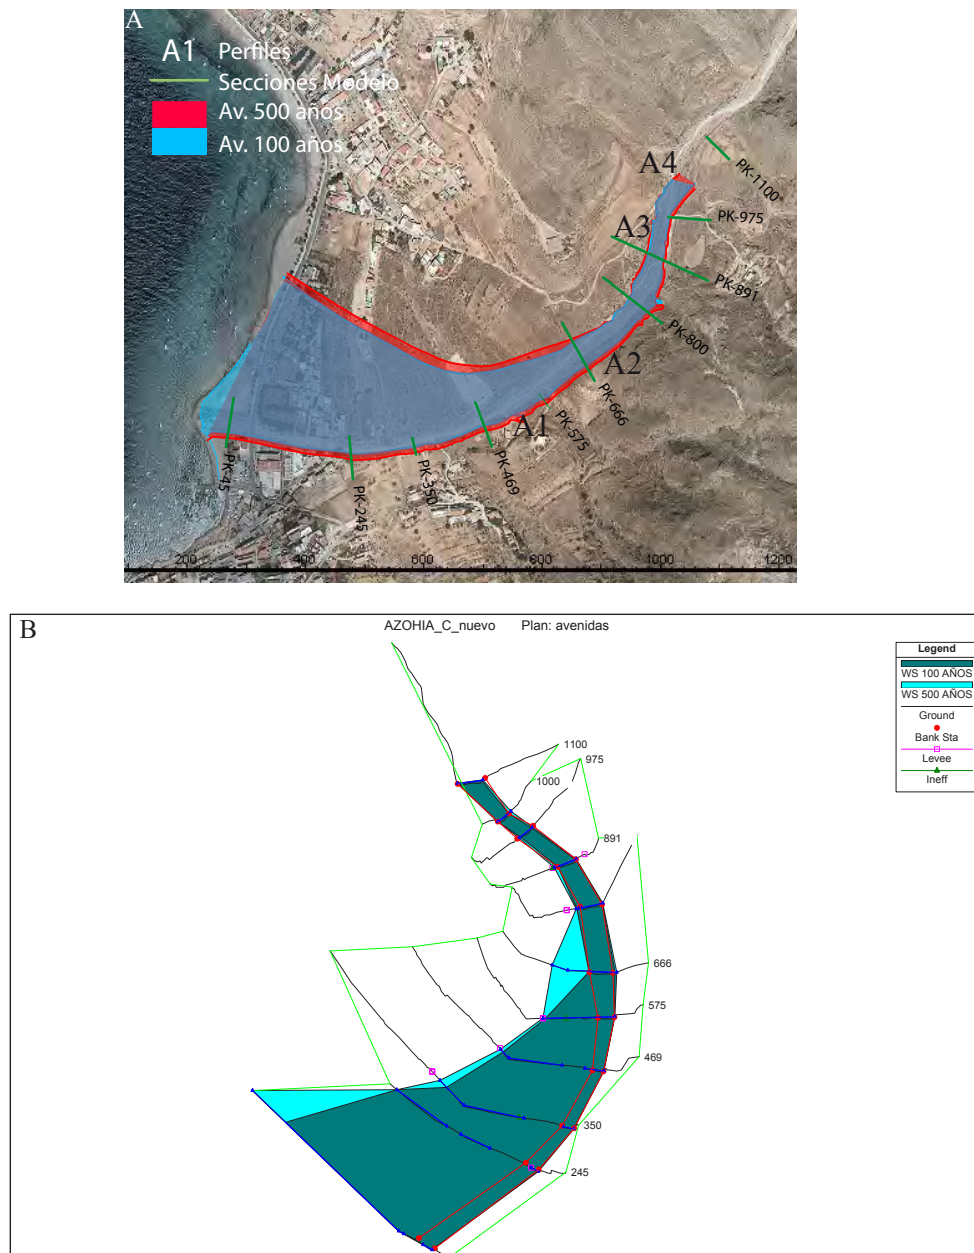 A
A1 Perfiles
Secciones Modelo
Av. 500 años
Av. 100 años
A4
PK-1100
PK-975
A3
PK-891
PK-800
A2
PK-666
PK-575
A1
PK-469
PK-350
PK-245
PK-45
200 400 600 800 1000 1200
B
AZOHIA_C_nuevo Plan: avenidas
Legend
WS 100 AÑOS
WS 500 AÑOS
Ground
Bank Sta
Levee
Ineff
1100
975
1000
891
666
575
469
350
245